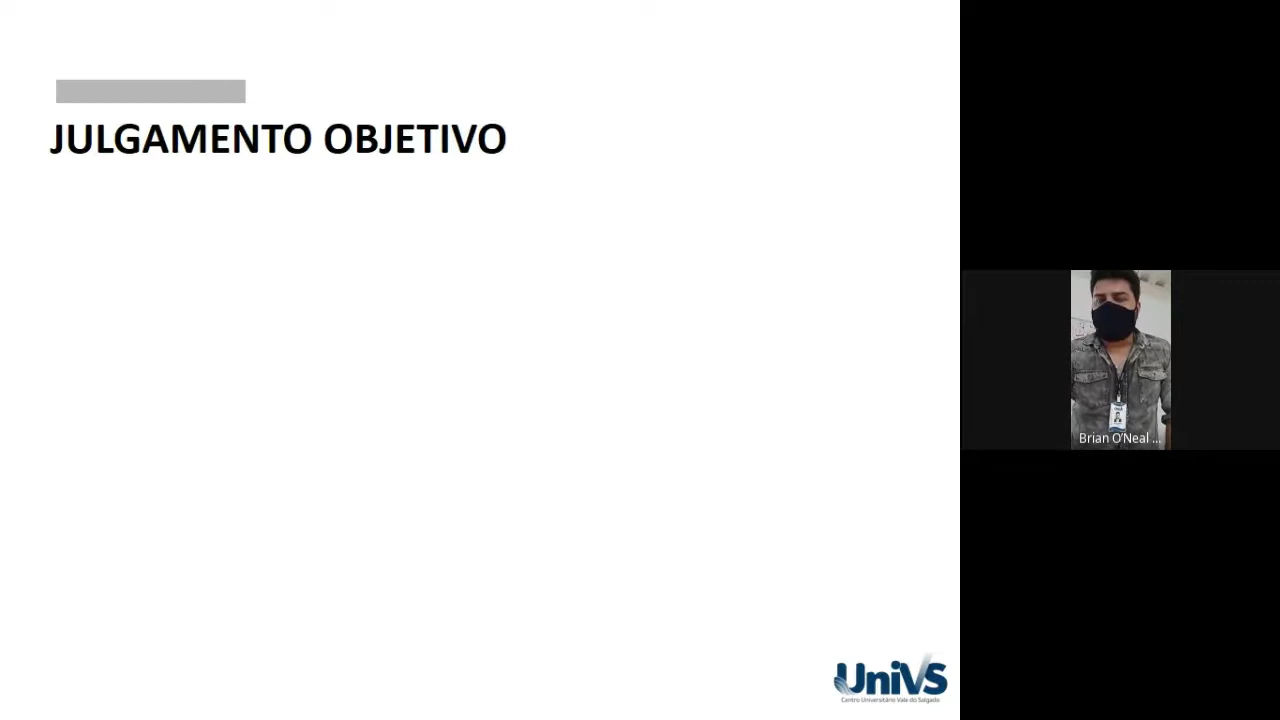 JULGAMENTO OBJETIVO
Brian O'Neal ...
UniVS
Centro Universitário Vale do Salgado